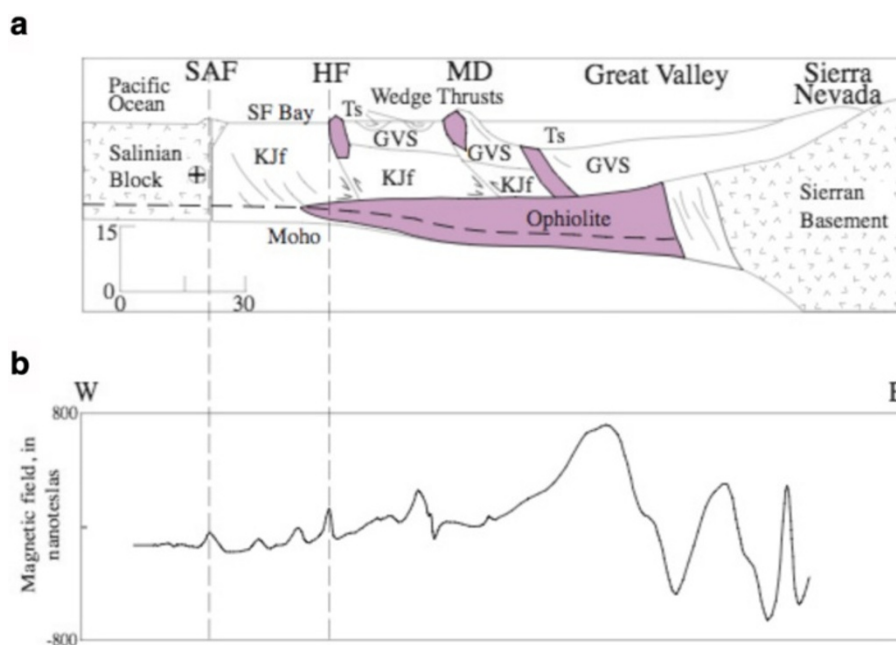 a
SAF
HF
MD
Great Valley
Sierra
Nevada
Pacific
Ocean
SF Bay
Ts
Wedge Thrusts
Salinian
Block
KJf
GVS
KJf
GVS
KJf
Ts
GVS
Sierran
Basement
Ophiolite
Moho
15
0
0
30
b
W
E
800
-800
Magnetic field, in
nanoteslas